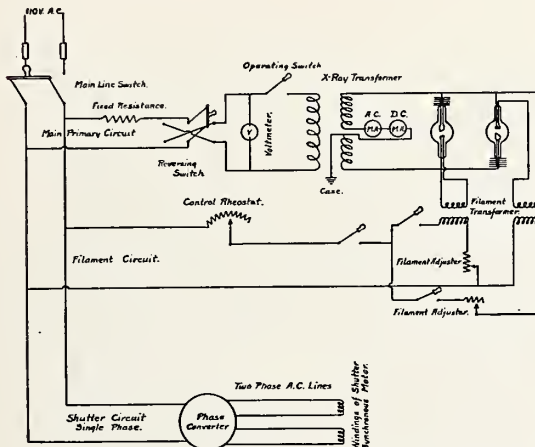 110V. A.C.
Operating Switch
X-Ray Transformer
Main Line Switch.
Fixed Resistance.
A.C.
D.C.
M.A.
M.A.
Main Primary Circuit
V
Voltmeter.
Reversing
Switch
Case.
Control Rheostat.
Filament
Transformer
Filament Circuit.
Filament Adjuster
Filament Adjuster.
Two Phase A.C. Lines
Windings of Shutter
Synchronous Motor.
Shutter Circuit
Single Phase.
Phase
Converter